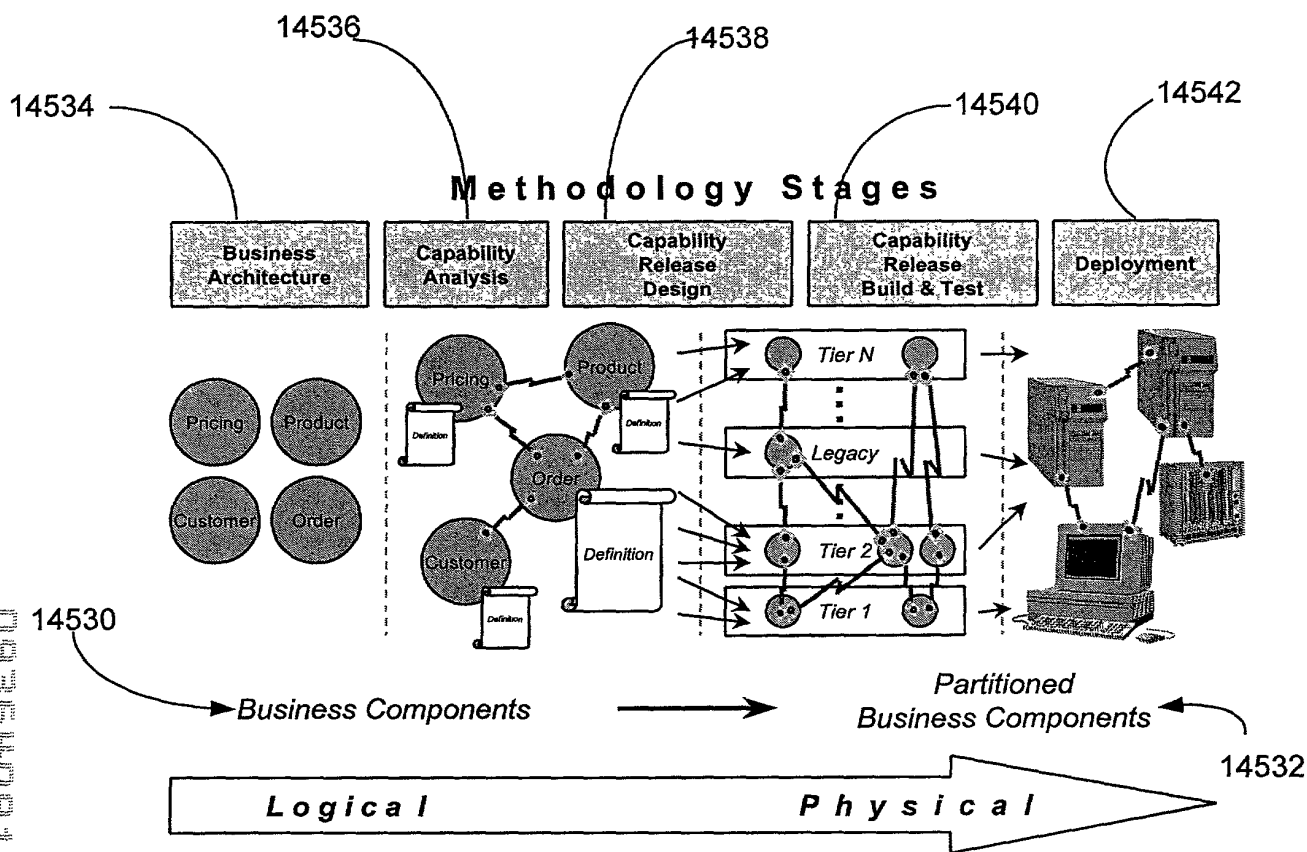 14536
14538
14534
14540
14542
Methodology Stages
Business
Architecture
Capability
Analysis
Capability
Release
Design
Capability
Release
Build & Test
Deployment
Pricing
Product
Customer
Order
Pricing
Product
Definition
Definition
Order
Customer
Definition
Definition
Tier N
Legacy
Tier 2
Tier 1
14530
Business Components
Partitioned
Business Components
14532
Logical
Physical